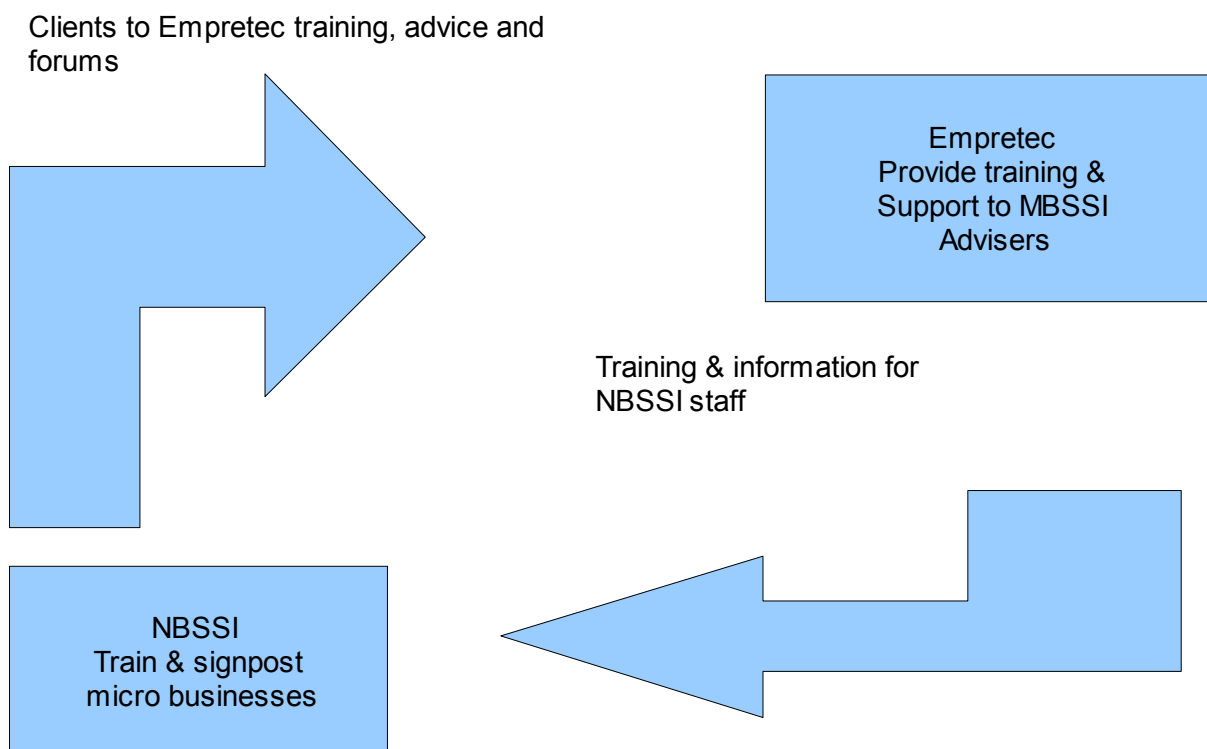 Clients to Empretec training, advice and
forums
Empretec
Provide training &
Support to MBSSI
Advisers
Training & information for
NBSSI staff
NBSSI
Train & signpost
micro businesses